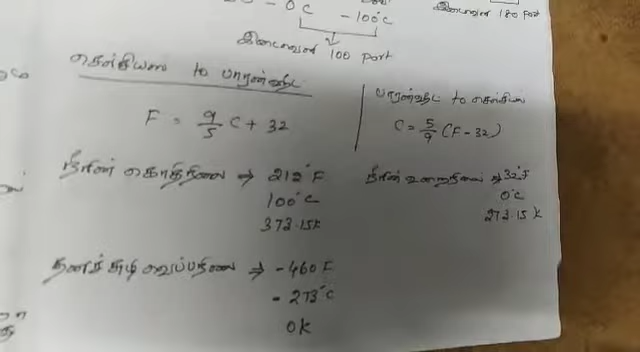 - 0°C - 100°C
இடைவெளி 180 part
இடைவெளி 100 part
செல்சியஸ் to பாரன்ஹீட்
F = 9/5 C + 32
பாரன்ஹீட் to செல்சியஸ்
C = 5/9 (F - 32)
நீரின் கொதிநிலை → 212°F
100°C
373.15K
நீரின் உறைநிலை → 32°F
0°C
273.15 K
தனிச்சுழி வெப்பநிலை → -460F
- 273°C
0K